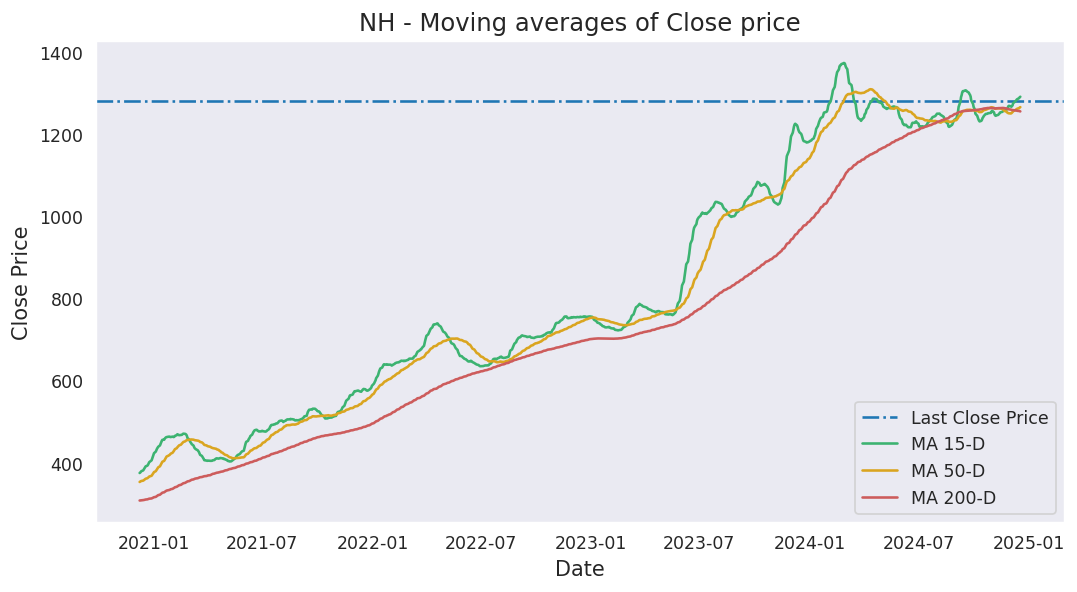 NH - Moving averages of Close price
1400
1200
1000
800
600
400
Close Price
2021-01 2021-07 2022-01 2022-07 2023-01 2023-07 2024-01 2024-07 2025-01
Date
Last Close Price
MA 15-D
MA 50-D
MA 200-D